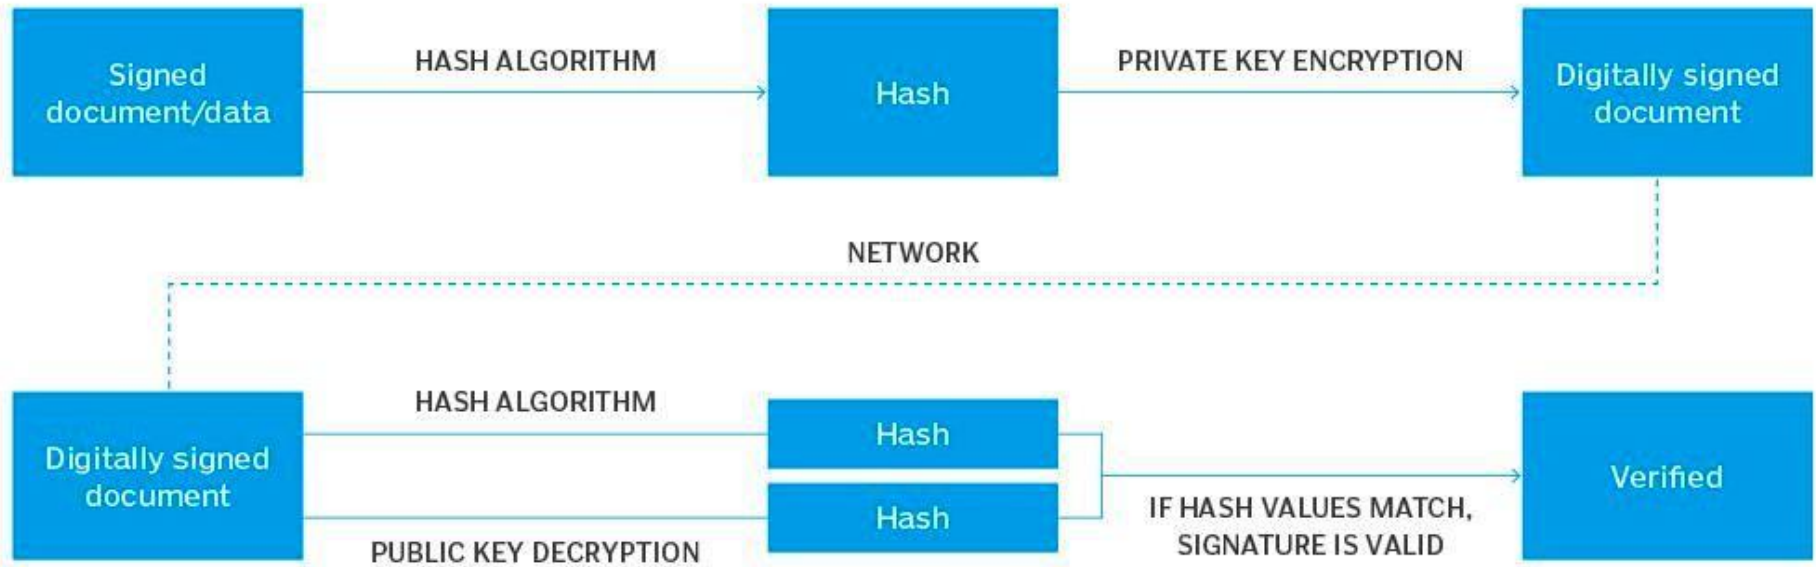 Signed
document/data
HASH ALGORITHM
Hash
PRIVATE KEY ENCRYPTION
Digitally signed
document
NETWORK
Digitally signed
document
HASH ALGORITHM
Hash
PUBLIC KEY DECRYPTION
Hash
IF HASH VALUES MATCH,
SIGNATURE IS VALID
Verified